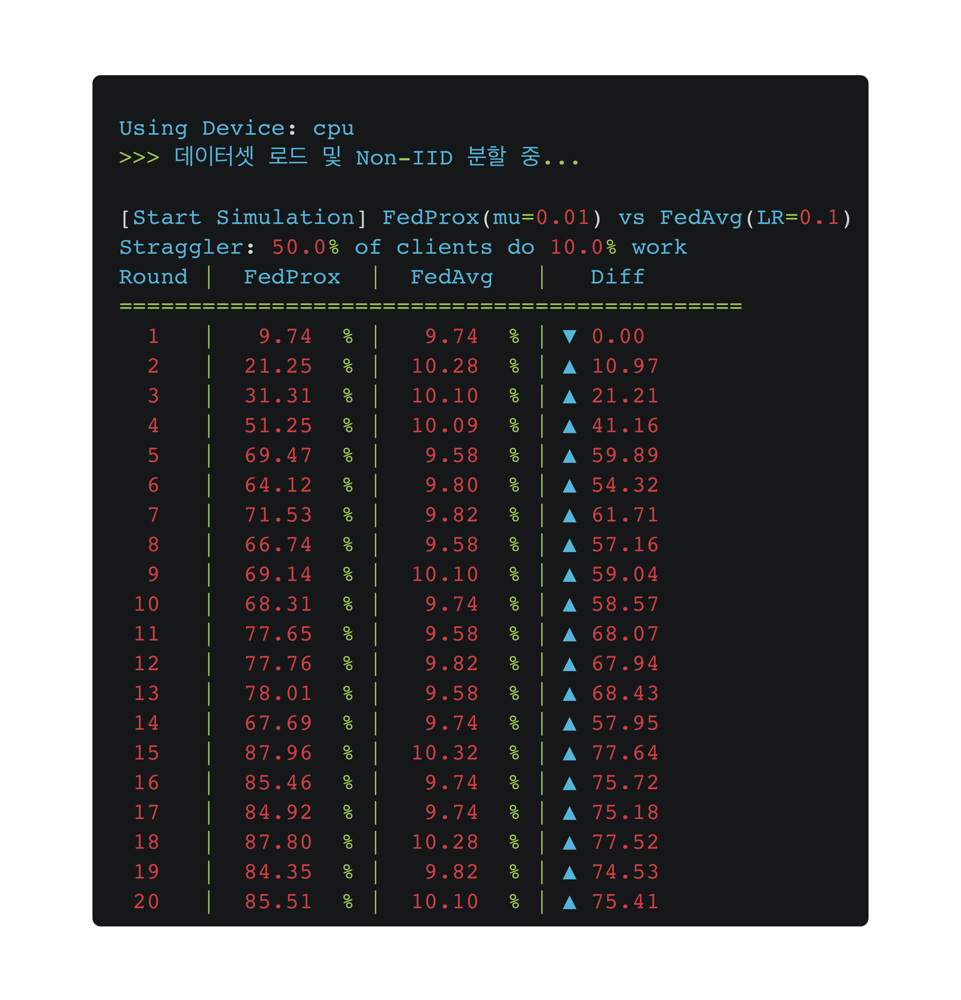 Using Device: cpu
>>> 데이터셋 로드 및 Non-IID 분할 중...
[Start Simulation] FedProx(mu=0.01) vs FedAvg(LR=0.1)
Straggler: 50.0% of clients do 10.0% work
Round | FedProx | FedAvg | Diff
=============================================
1 | 9.74 % | 9.74 % | ▼ 0.00
2 | 21.25 % | 10.28 % | ▲ 10.97
3 | 31.31 % | 10.10 % | ▲ 21.21
4 | 51.25 % | 10.09 % | ▲ 41.16
5 | 69.47 % | 9.58 % | ▲ 59.89
6 | 64.12 % | 9.80 % | ▲ 54.32
7 | 71.53 % | 9.82 % | ▲ 61.71
8 | 66.74 % | 9.58 % | ▲ 57.16
9 | 69.14 % | 10.10 % | ▲ 59.04
10 | 68.31 % | 9.74 % | ▲ 58.57
11 | 77.65 % | 9.58 % | ▲ 68.07
12 | 77.76 % | 9.82 % | ▲ 67.94
13 | 78.01 % | 9.58 % | ▲ 68.43
14 | 67.69 % | 9.74 % | ▲ 57.95
15 | 87.96 % | 10.32 % | ▲ 77.64
16 | 85.46 % | 9.74 % | ▲ 75.72
17 | 84.92 % | 9.74 % | ▲ 75.18
18 | 87.80 % | 10.28 % | ▲ 77.52
19 | 84.35 % | 9.82 % | ▲ 74.53
20 | 85.51 % | 10.10 % | ▲ 75.41